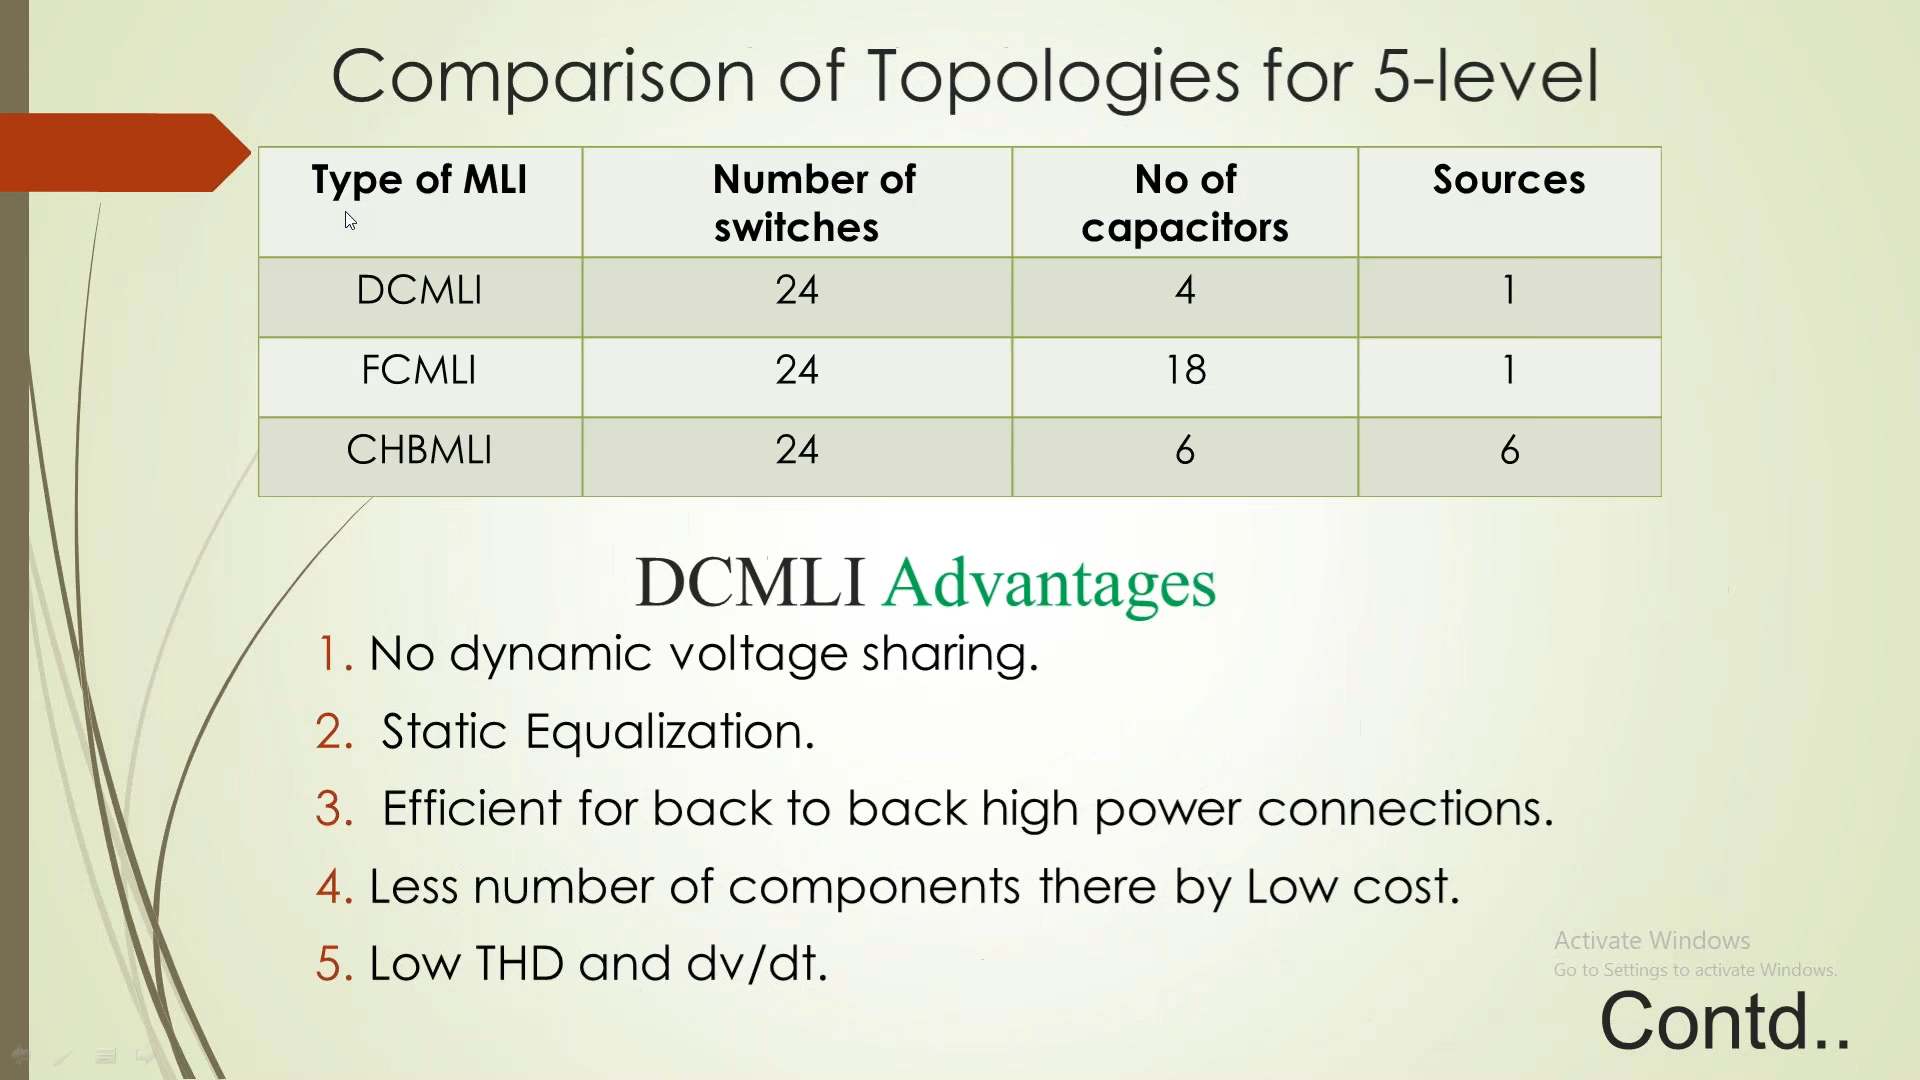 Comparison of Topologies for 5-level
Type of MLI
Number of
switches
No of
capacitors
Sources
DCMLI 24 4 1
FCMLI 24 18 1
CHBMLI 24 6 6
DCMLI Advantages
1. No dynamic voltage sharing.
2. Static Equalization.
3. Efficient for back to back high power connections.
4. Less number of components there by Low cost.
5. Low THD and dv/dt.
Activate Windows
Go to Settings to activate Windows.
Contd..